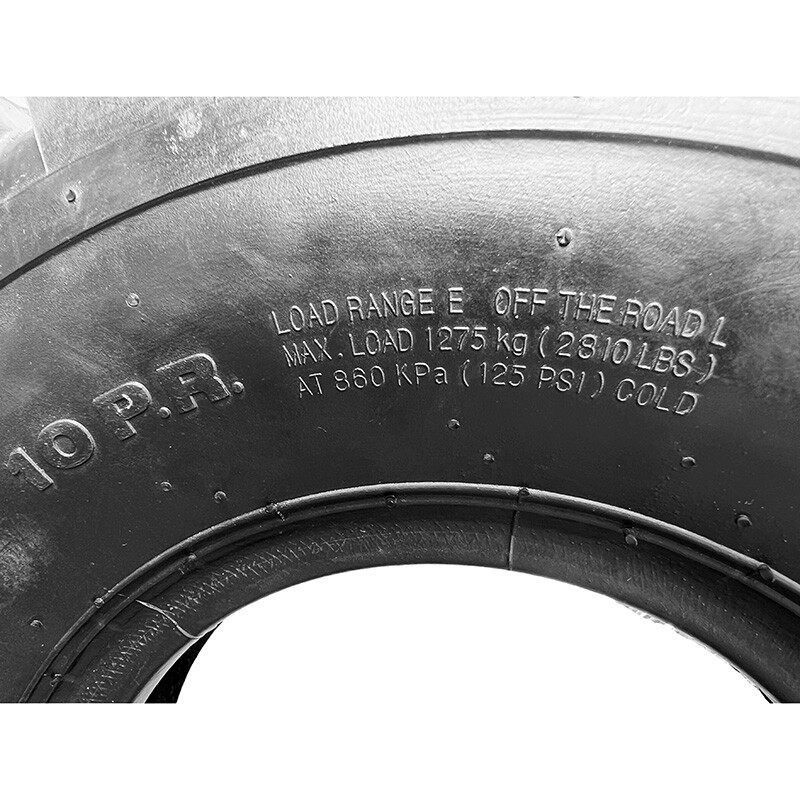 LOAD RANGE E OFF THE ROAD L
MAX. LOAD 1275 kg (2810 LBS)
AT 860 KPa (125 PSI) COLD
10 P.R.